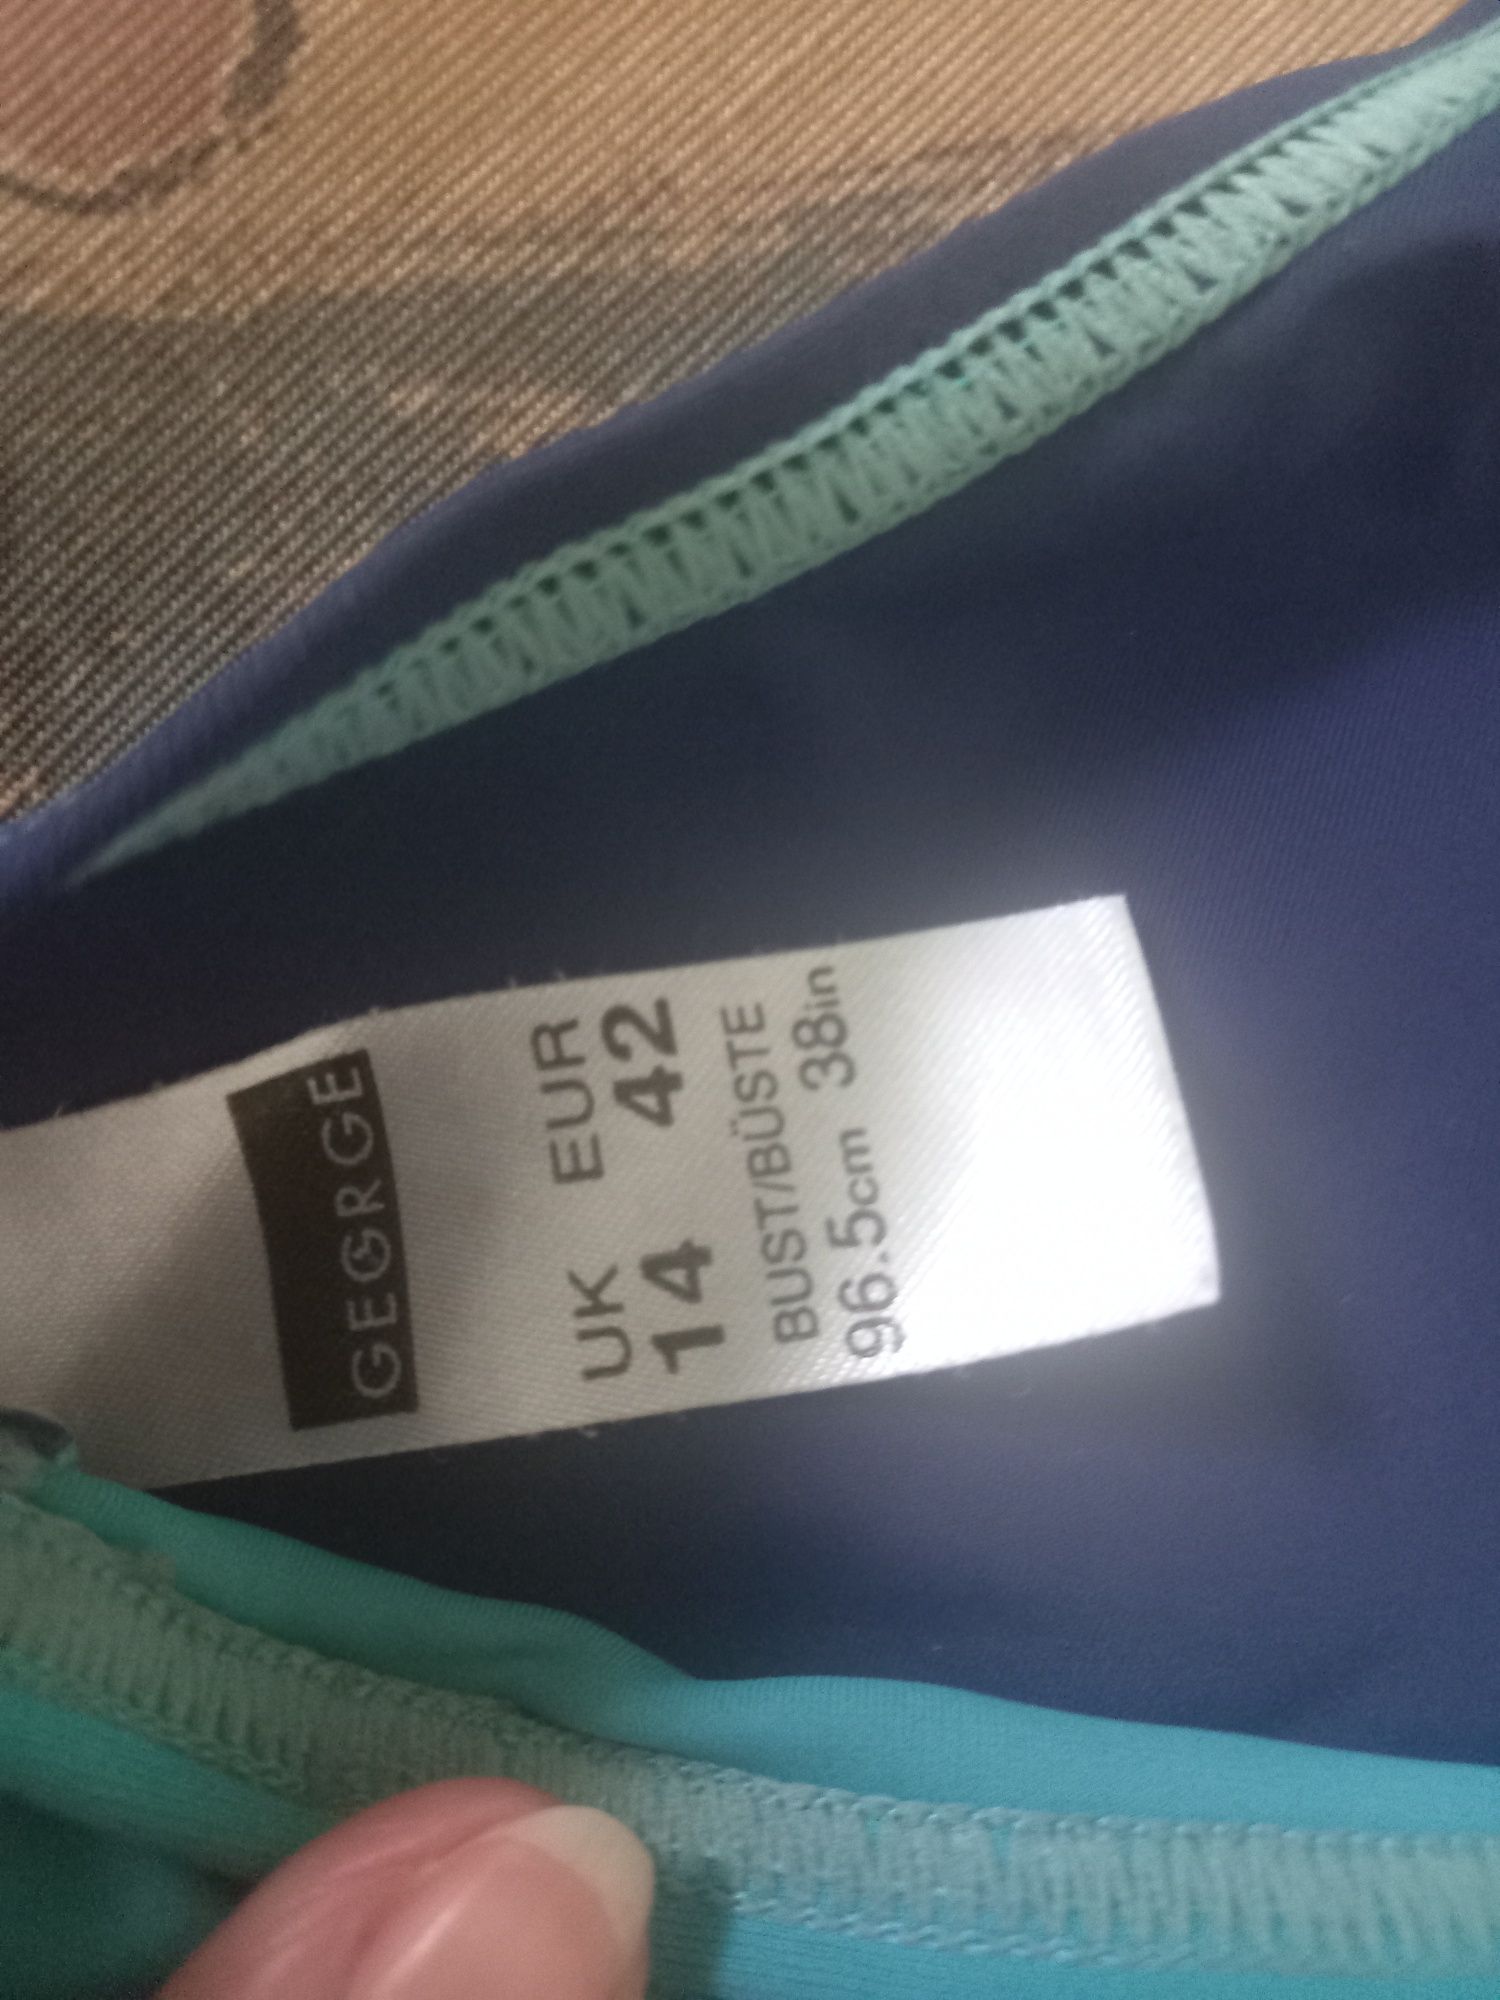 GEORGE
UK EUR
14 42
BUST/BÜSTE
96.5cm 38in